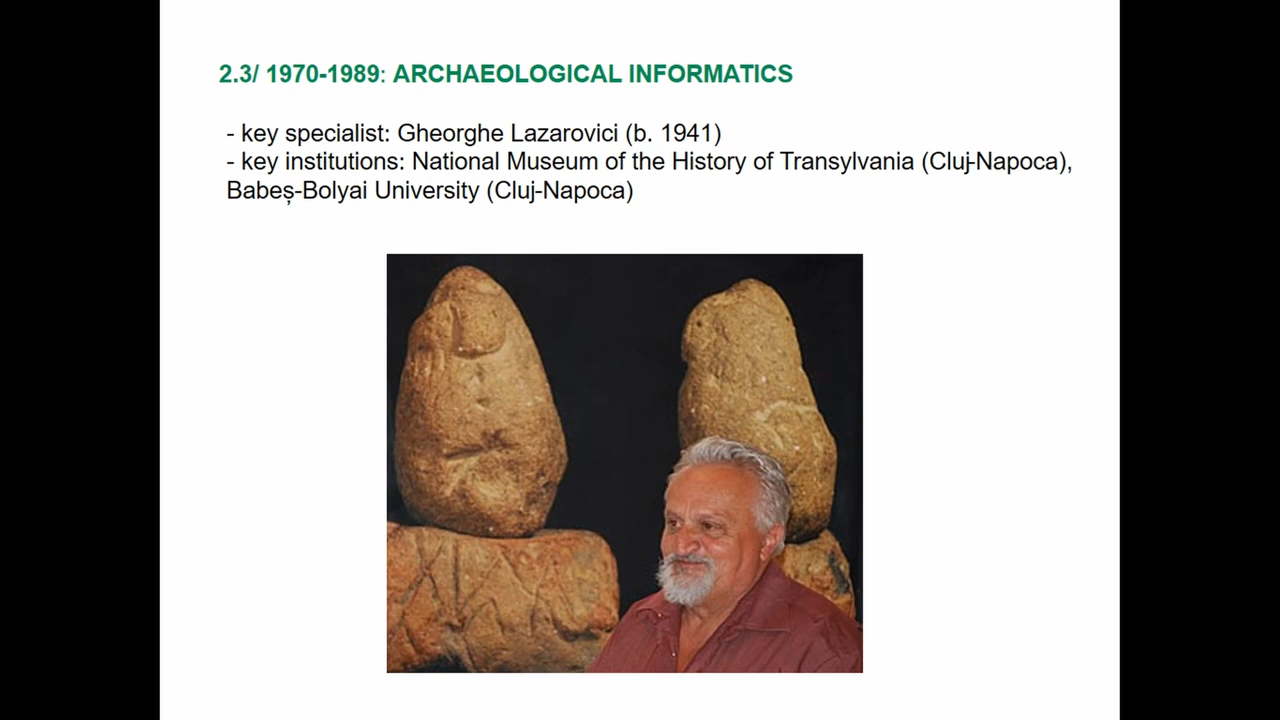 2.3/ 1970-1989: ARCHAEOLOGICAL INFORMATICS
- key specialist: Gheorghe Lazarovici (b. 1941)
- key institutions: National Museum of the History of Transylvania (Cluj-Napoca),
Babeș-Bolyai University (Cluj-Napoca)